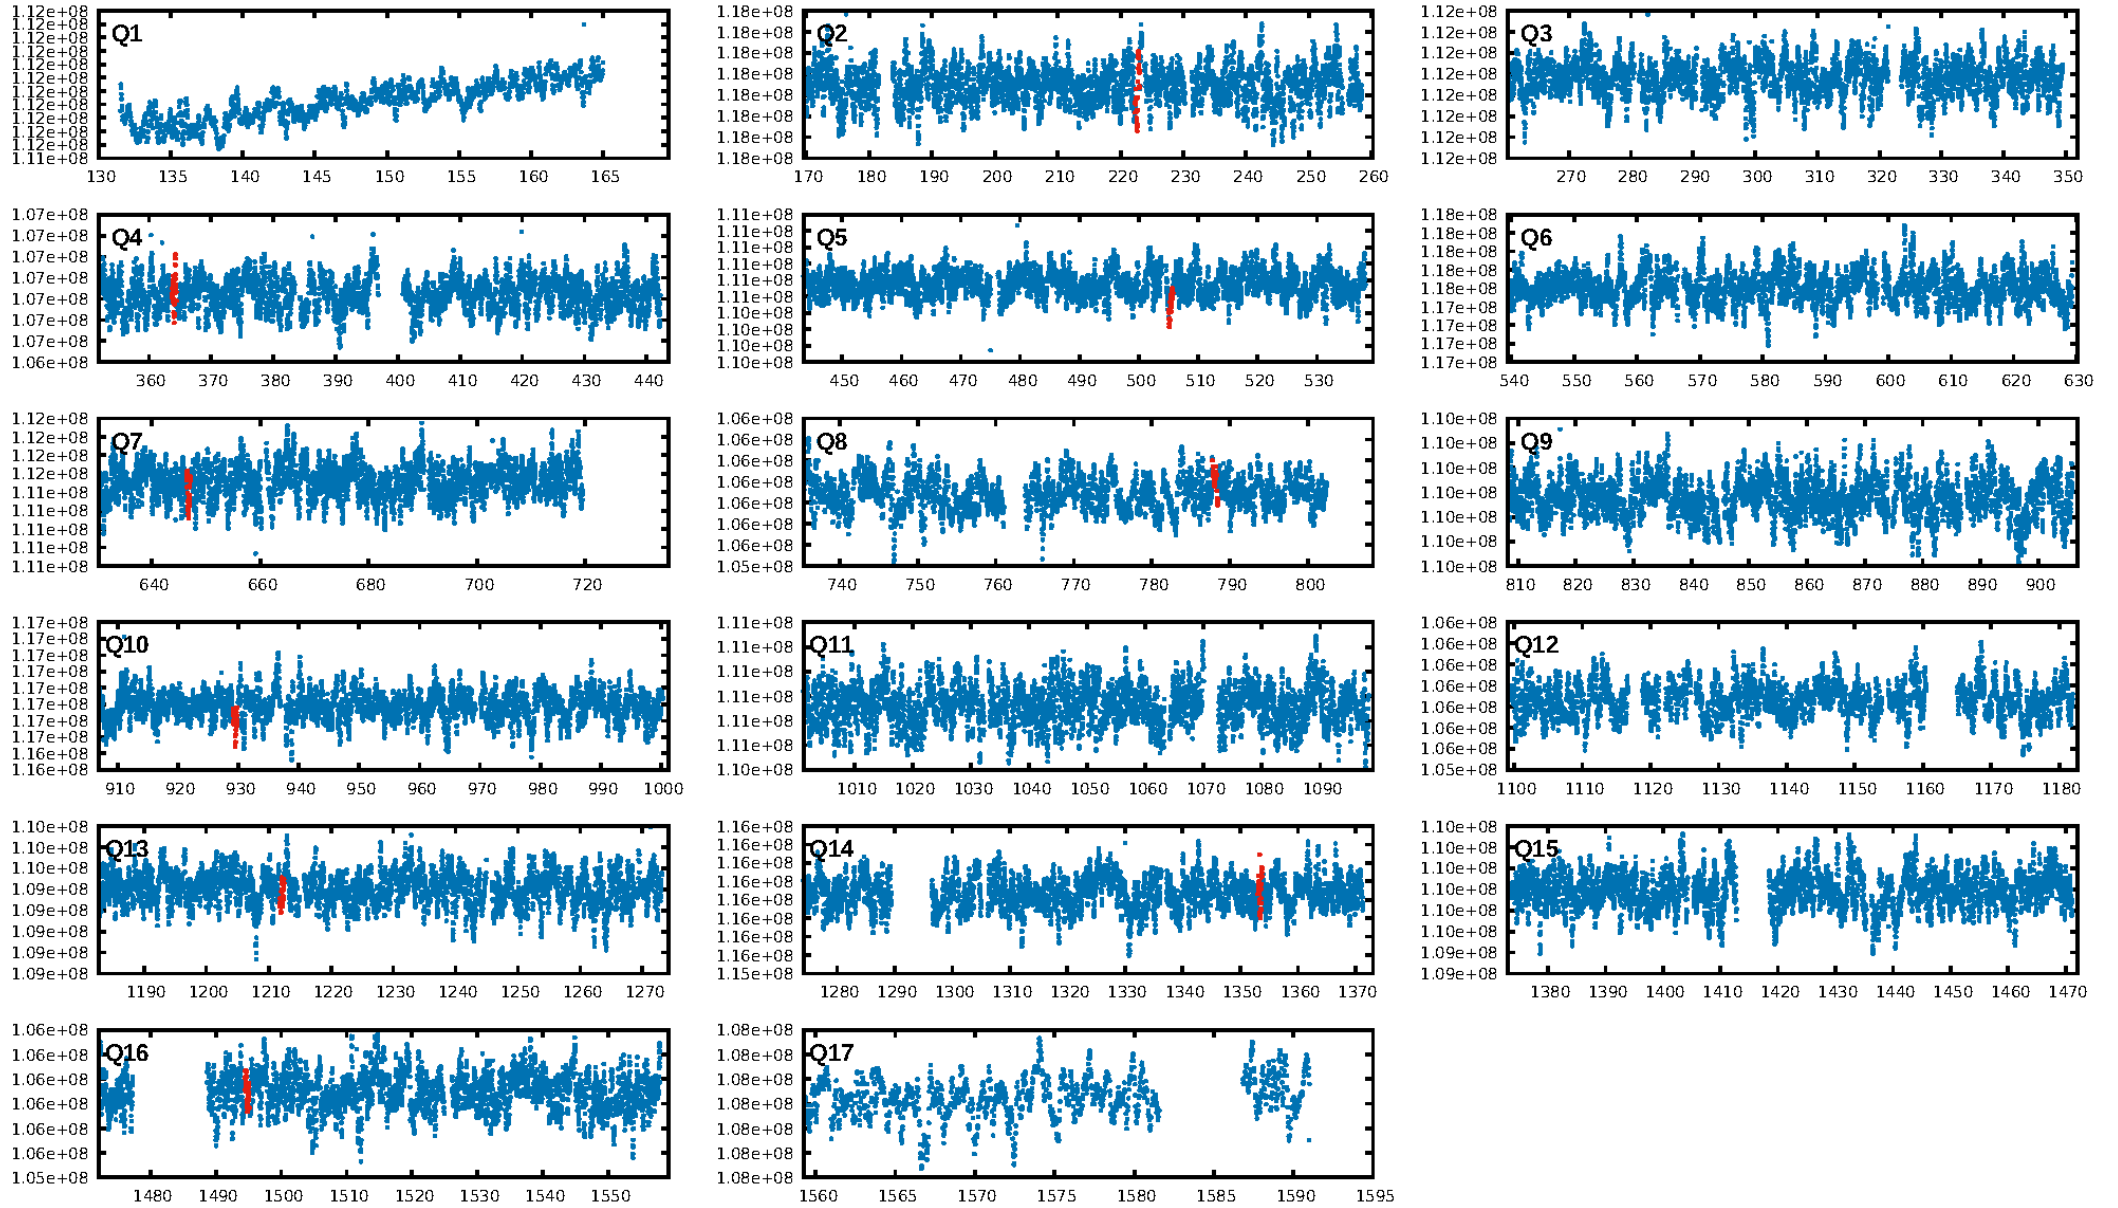 1.12e+08
1.12e+08
1.12e+08
1.12e+08
1.12e+08
1.12e+08
1.12e+08
1.12e+08
1.12e+08
1.12e+08
1.12e+08
1.11e+08
Q1
130 135 140 145 150 155 160 165
1.18e+08
1.18e+08
1.18e+08
1.18e+08
1.18e+08
1.18e+08
1.18e+08
1.18e+08
Q2
170 180 190 200 210 220 230 240 250 260
1.12e+08
1.12e+08
1.12e+08
1.12e+08
1.12e+08
1.12e+08
1.12e+08
1.12e+08
Q3
270 280 290 300 310 320 330 340 350
1.07e+08
1.07e+08
1.07e+08
1.07e+08
1.07e+08
1.07e+08
1.07e+08
1.06e+08
Q4
360 370 380 390 400 410 420 430 440
1.11e+08
1.11e+08
1.11e+08
1.11e+08
1.11e+08
1.11e+08
1.10e+08
1.10e+08
1.10e+08
1.10e+08
Q5
450 460 470 480 490 500 510 520 530
1.18e+08
1.18e+08
1.18e+08
1.18e+08
1.18e+08
1.17e+08
1.17e+08
1.17e+08
1.17e+08
Q6
540 550 560 570 580 590 600 610 620 630
1.12e+08
1.12e+08
1.12e+08
1.12e+08
1.11e+08
1.11e+08
1.11e+08
1.11e+08
1.11e+08
Q7
640 660 680 700 720
1.06e+08
1.06e+08
1.06e+08
1.06e+08
1.06e+08
1.06e+08
1.06e+08
1.05e+08
Q8
740 750 760 770 780 790 800
1.10e+08
1.10e+08
1.10e+08
1.10e+08
1.10e+08
1.10e+08
1.10e+08
Q9
810 820 830 840 850 860 870 880 890 900
1.17e+08
1.17e+08
1.17e+08
1.17e+08
1.17e+08
1.17e+08
1.17e+08
1.17e+08
1.16e+08
1.16e+08
Q10
910 920 930 940 950 960 970 980 990 1000
1.11e+08
1.11e+08
1.11e+08
1.11e+08
1.11e+08
1.11e+08
1.10e+08
Q11
1010 1020 1030 1040 1050 1060 1070 1080 1090
1.06e+08
1.06e+08
1.06e+08
1.06e+08
1.06e+08
1.06e+08
1.06e+08
1.05e+08
Q12
1100 1110 1120 1130 1140 1150 1160 1170 1180
1.10e+08
1.10e+08
1.10e+08
1.09e+08
1.09e+08
1.09e+08
1.09e+08
1.09e+08
Q13
1190 1200 1210 1220 1230 1240 1250 1260 1270
1.16e+08
1.16e+08
1.16e+08
1.16e+08
1.16e+08
1.16e+08
1.16e+08
1.16e+08
1.15e+08
Q14
1280 1290 1300 1310 1320 1330 1340 1350 1360 1370
1.10e+08
1.10e+08
1.10e+08
1.10e+08
1.10e+08
1.10e+08
1.09e+08
1.09e+08
Q15
1380 1390 1400 1410 1420 1430 1440 1450 1460 1470
1.06e+08
1.06e+08
1.06e+08
1.06e+08
1.06e+08
1.06e+08
1.05e+08
Q16
1480 1490 1500 1510 1520 1530 1540 1550
1.08e+08
1.08e+08
1.08e+08
1.08e+08
1.08e+08
1.08e+08
1.08e+08
Q17
1560 1565 1570 1575 1580 1585 1590 1595